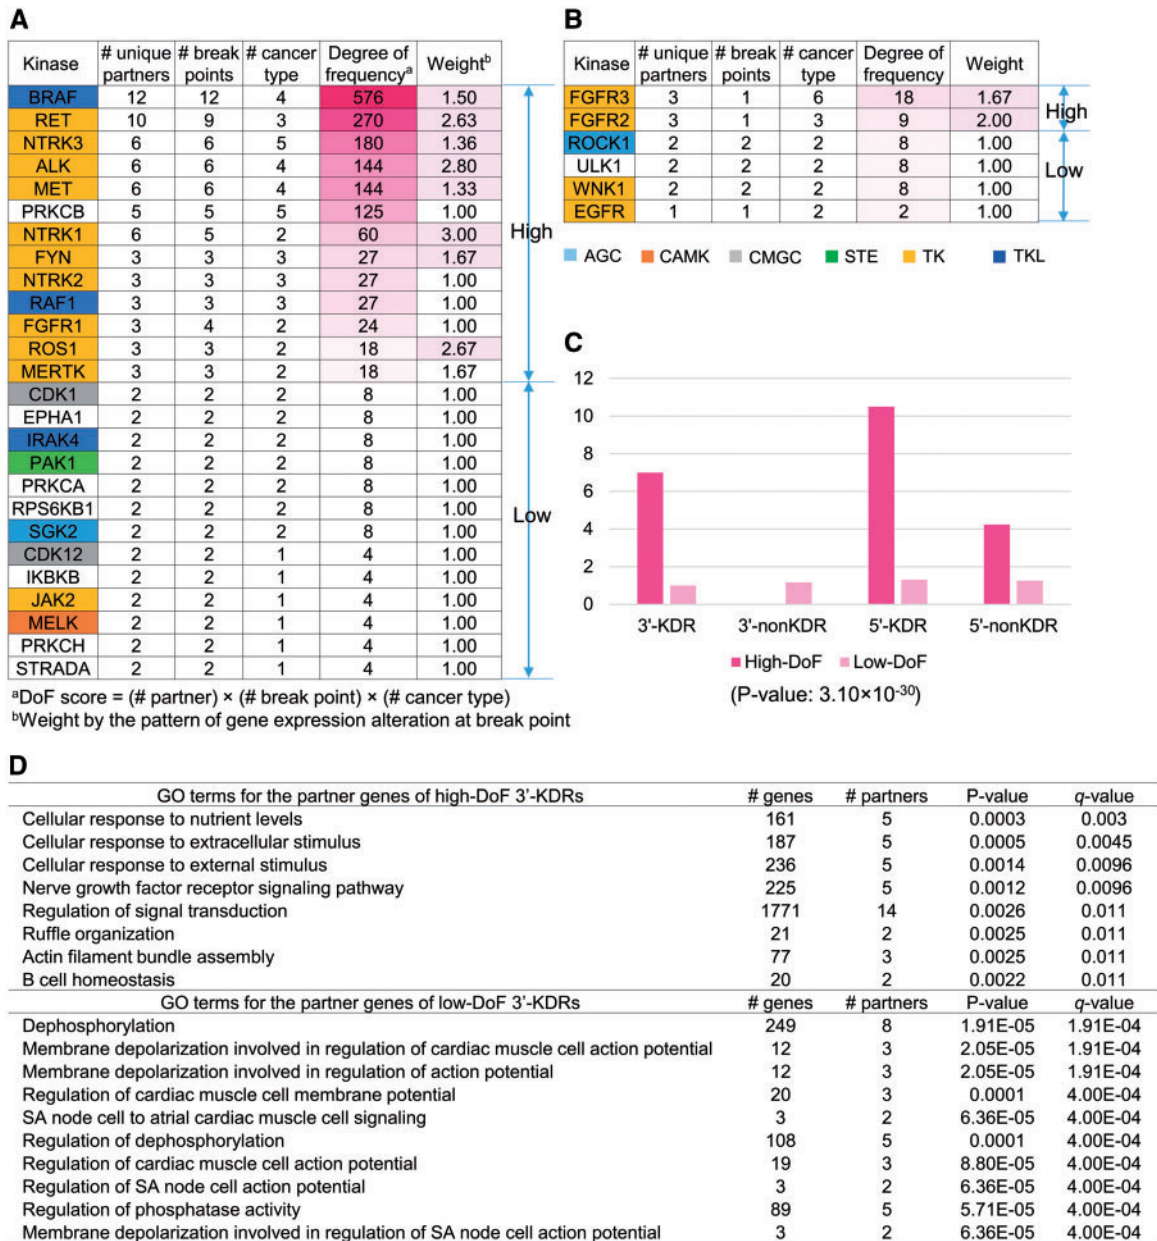 A
Kinase # unique partners # break points # cancer type Degree of frequencyᵃ Weightᵇ
BRAF 12 12 4 576 1.50
RET 10 9 3 270 2.63
NTRK3 6 6 5 180 1.36
ALK 6 6 4 144 2.80
MET 6 6 4 144 1.33
PRKCB 5 5 5 125 1.00
NTRK1 6 5 2 60 3.00
FYN 3 3 3 27 1.67
NTRK2 3 3 3 27 1.00
RAF1 3 3 3 27 1.00
FGFR1 3 4 2 24 1.00
ROS1 3 3 2 18 2.67
MERTK 3 3 2 18 1.67
High
CDK1 2 2 2 8 1.00
EPHA1 2 2 2 8 1.00
IRAK4 2 2 2 8 1.00
PAK1 2 2 2 8 1.00
PRKCA 2 2 2 8 1.00
RPS6KB1 2 2 2 8 1.00
SGK2 2 2 2 8 1.00
CDK12 2 2 1 4 1.00
IKBKB 2 2 1 4 1.00
JAK2 2 2 1 4 1.00
MELK 2 2 1 4 1.00
PRKCH 2 2 1 4 1.00
STRADA 2 2 1 4 1.00
Low
ᵃDoF score = (# partner) × (# break point) × (# cancer type)
ᵇWeight by the pattern of gene expression alteration at break point
B
Kinase # unique partners # break points # cancer type Degree of frequency Weight
FGFR3 3 1 6 18 1.67
FGFR2 3 1 3 9 2.00
High
ROCK1 2 2 2 8 1.00
ULK1 2 2 2 8 1.00
WNK1 2 2 2 8 1.00
EGFR 1 1 2 2 1.00
Low
AGC CAMK CMGC STE TK TKL
C
12
10
8
6
4
2
0
3'-KDR 3'-nonKDR 5'-KDR 5'-nonKDR
High-DoF Low-DoF
(P-value: 3.10×10⁻³⁰)
D
GO terms for the partner genes of high-DoF 3'-KDRs # genes # partners P-value q-value
Cellular response to nutrient levels 161 5 0.0003 0.003
Cellular response to extracellular stimulus 187 5 0.0005 0.0045
Cellular response to external stimulus 236 5 0.0014 0.0096
Nerve growth factor receptor signaling pathway 225 5 0.0012 0.0096
Regulation of signal transduction 1771 14 0.0026 0.011
Ruffle organization 21 2 0.0025 0.011
Actin filament bundle assembly 77 3 0.0025 0.011
B cell homeostasis 20 2 0.0022 0.011
GO terms for the partner genes of low-DoF 3'-KDRs # genes # partners P-value q-value
Dephosphorylation 249 8 1.91E-05 1.91E-04
Membrane depolarization involved in regulation of cardiac muscle cell action potential 12 3 2.05E-05 1.91E-04
Membrane depolarization involved in regulation of action potential 12 3 2.05E-05 1.91E-04
Regulation of cardiac muscle cell membrane potential 20 3 0.0001 4.00E-04
SA node cell to atrial cardiac muscle cell signaling 3 2 6.36E-05 4.00E-04
Regulation of dephosphorylation 108 5 0.0001 4.00E-04
Regulation of cardiac muscle cell action potential 19 3 8.80E-05 4.00E-04
Regulation of SA node cell action potential 3 2 6.36E-05 4.00E-04
Regulation of phosphatase activity 89 5 5.71E-05 4.00E-04
Membrane depolarization involved in regulation of SA node cell action potential 3 2 6.36E-05 4.00E-04